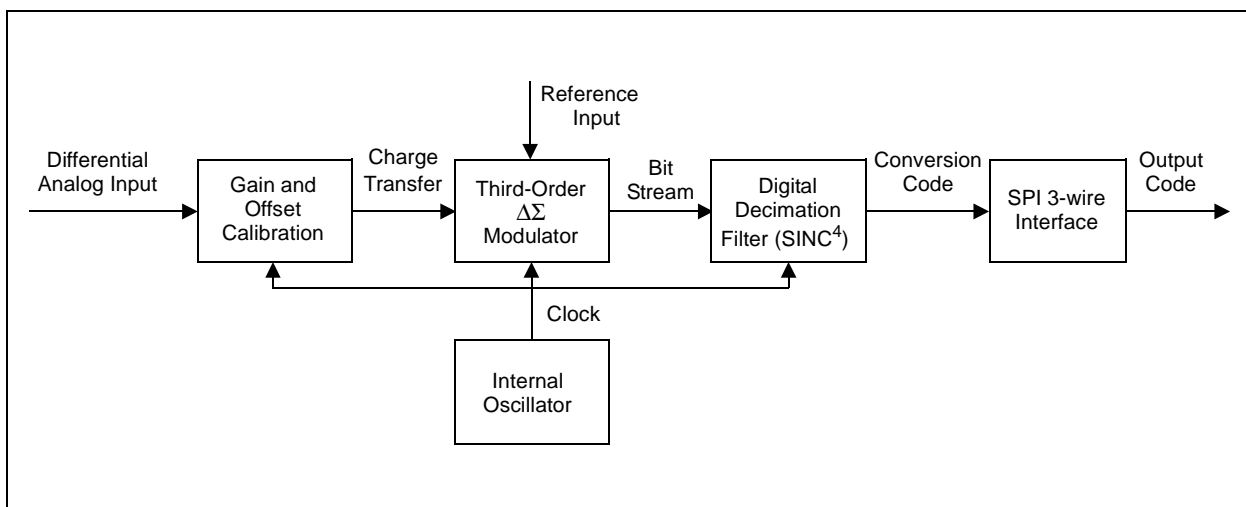 Reference
Input
Differential
Analog Input
Gain and
Offset
Calibration
Charge
Transfer
Third-Order
ΔΣ
Modulator
Bit
Stream
Digital
Decimation
Filter (SINC⁴)
Conversion
Code
SPI 3-wire
Interface
Output
Code
Clock
Internal
Oscillator